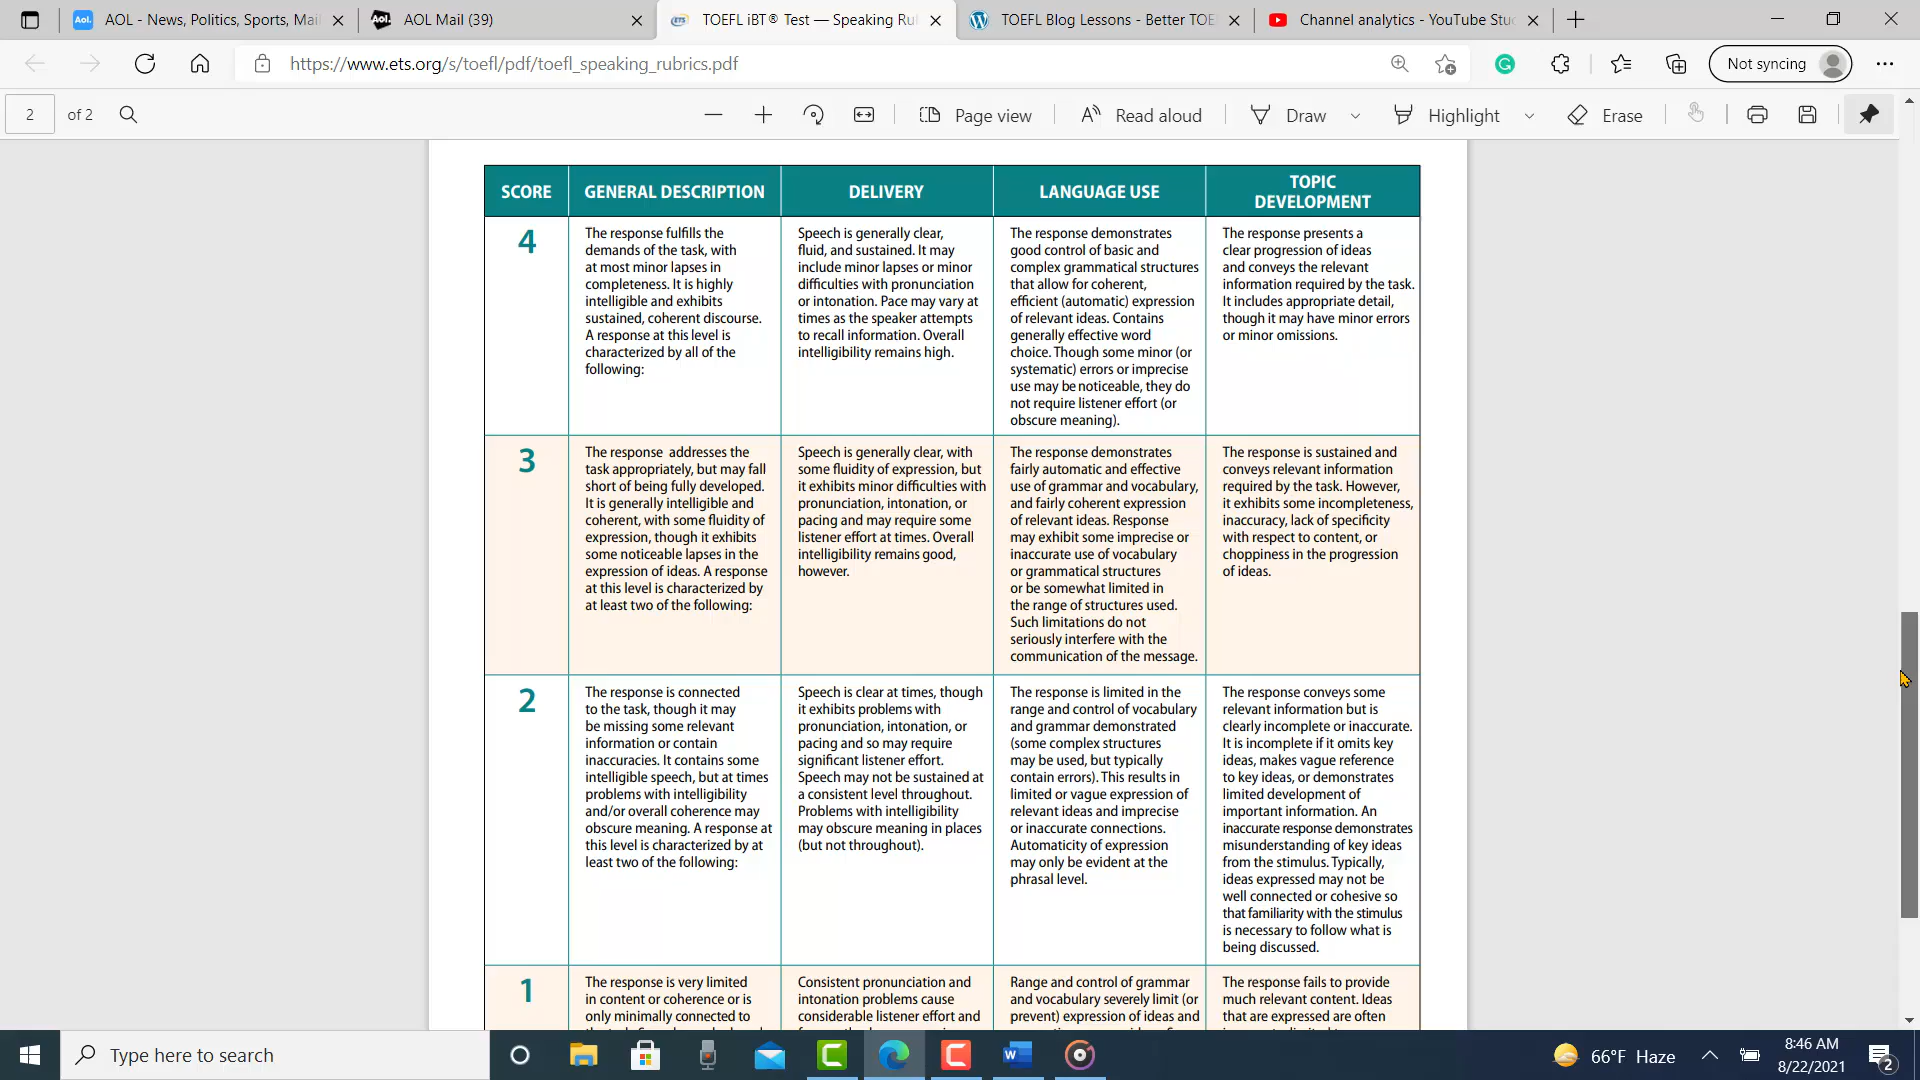 AOL - News, Politics, Sports, Mai
AOL Mail (39)
TOEFL iBT® Test — Speaking Ru
TOEFL Blog Lessons - Better TOE
Channel analytics - YouTube Stu
https://www.ets.org/s/toefl/pdf/toefl_speaking_rubrics.pdf
Not syncing
2 of 2
Page view
Read aloud
Draw
Highlight
Erase
SCORE
GENERAL DESCRIPTION
DELIVERY
LANGUAGE USE
TOPIC
DEVELOPMENT
4
The response fulfills the
demands of the task, with
at most minor lapses in
completeness. It is highly
intelligible and exhibits
sustained, coherent discourse.
A response at this level is
characterized by all of the
following:
Speech is generally clear,
fluid, and sustained. It may
include minor lapses or minor
difficulties with pronunciation
or intonation. Pace may vary at
times as the speaker attempts
to recall information. Overall
intelligibility remains high.
The response demonstrates
good control of basic and
complex grammatical structures
that allow for coherent,
efficient (automatic) expression
of relevant ideas. Contains
generally effective word
choice. Though some minor (or
systematic) errors or imprecise
use may be noticeable, they do
not require listener effort (or
obscure meaning).
The response presents a
clear progression of ideas
and conveys the relevant
information required by the task.
It includes appropriate detail,
though it may have minor errors
or minor omissions.
3
The response addresses the
task appropriately, but may fall
short of being fully developed.
It is generally intelligible and
coherent, with some fluidity of
expression, though it exhibits
some noticeable lapses in the
expression of ideas. A response
at this level is characterized by
at least two of the following:
Speech is generally clear, with
some fluidity of expression, but
it exhibits minor difficulties with
pronunciation, intonation, or
pacing and may require some
listener effort at times. Overall
intelligibility remains good,
however.
The response demonstrates
fairly automatic and effective
use of grammar and vocabulary,
and fairly coherent expression
of relevant ideas. Response
may exhibit some imprecise or
inaccurate use of vocabulary
or grammatical structures
or be somewhat limited in
the range of structures used.
Such limitations do not
seriously interfere with the
communication of the message.
The response is sustained and
conveys relevant information
required by the task. However,
it exhibits some incompleteness,
inaccuracy, lack of specificity
with respect to content, or
choppiness in the progression
of ideas.
2
The response is connected
to the task, though it may
be missing some relevant
information or contain
inaccuracies. It contains some
intelligible speech, but at times
problems with intelligibility
and/or overall coherence may
obscure meaning. A response at
this level is characterized by at
least two of the following:
Speech is clear at times, though
it exhibits problems with
pronunciation, intonation, or
pacing and so may require
significant listener effort.
Speech may not be sustained at
a consistent level throughout.
Problems with intelligibility
may obscure meaning in places
(but not throughout).
The response is limited in the
range and control of vocabulary
and grammar demonstrated
(some complex structures
may be used, but typically
contain errors). This results in
limited or vague expression of
relevant ideas and imprecise
or inaccurate connections.
Automaticity of expression
may only be evident at the
phrasal level.
The response conveys some
relevant information but is
clearly incomplete or inaccurate.
It is incomplete if it omits key
ideas, makes vague reference
to key ideas, or demonstrates
limited development of
important information. An
inaccurate response demonstrates
misunderstanding of key ideas
from the stimulus. Typically,
ideas expressed may not be
well connected or cohesive so
that familiarity with the stimulus
is necessary to follow what is
being discussed.
1
The response is very limited
in content or coherence or is
only minimally connected to
Consistent pronunciation and
intonation problems cause
considerable listener effort and
Range and control of grammar
and vocabulary severely limit (or
prevent) expression of ideas and
The response fails to provide
much relevant content. Ideas
that are expressed are often
Type here to search
66°F Haze
8:46 AM
8/22/2021
2